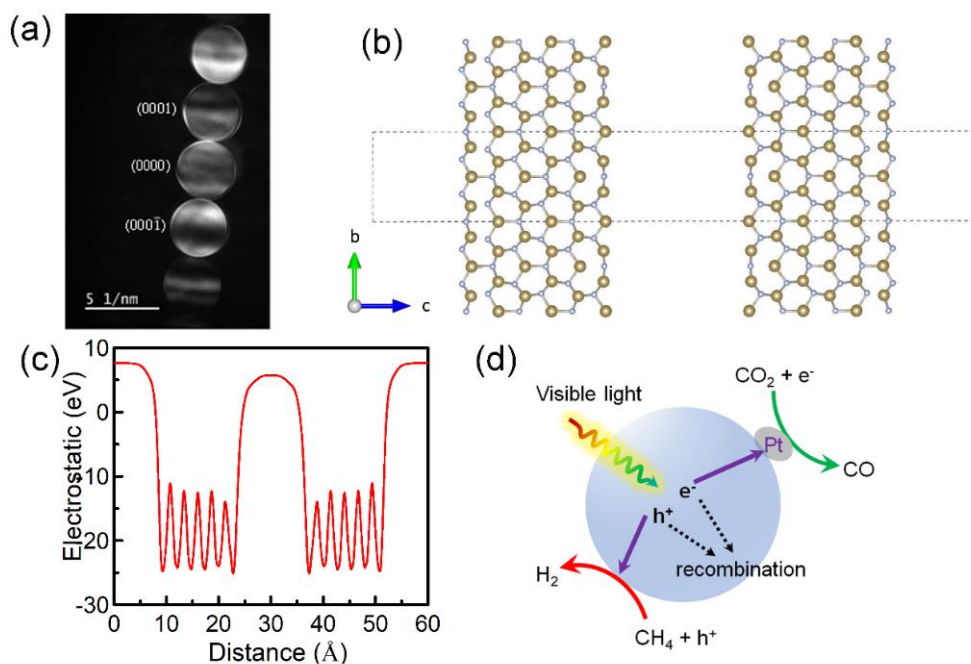 (a)
(0001)
(0000)
(0001̄)
5 1/nm
(b)
b
c
(c)
Electrostatic (eV)
10
0
-10
-20
-30
0 10 20 30 40 50 60
Distance (Å)
(d)
Visible light
CO₂ + e⁻
Pt
CO
e⁻
h⁺
recombination
H₂
CH₄ + h⁺